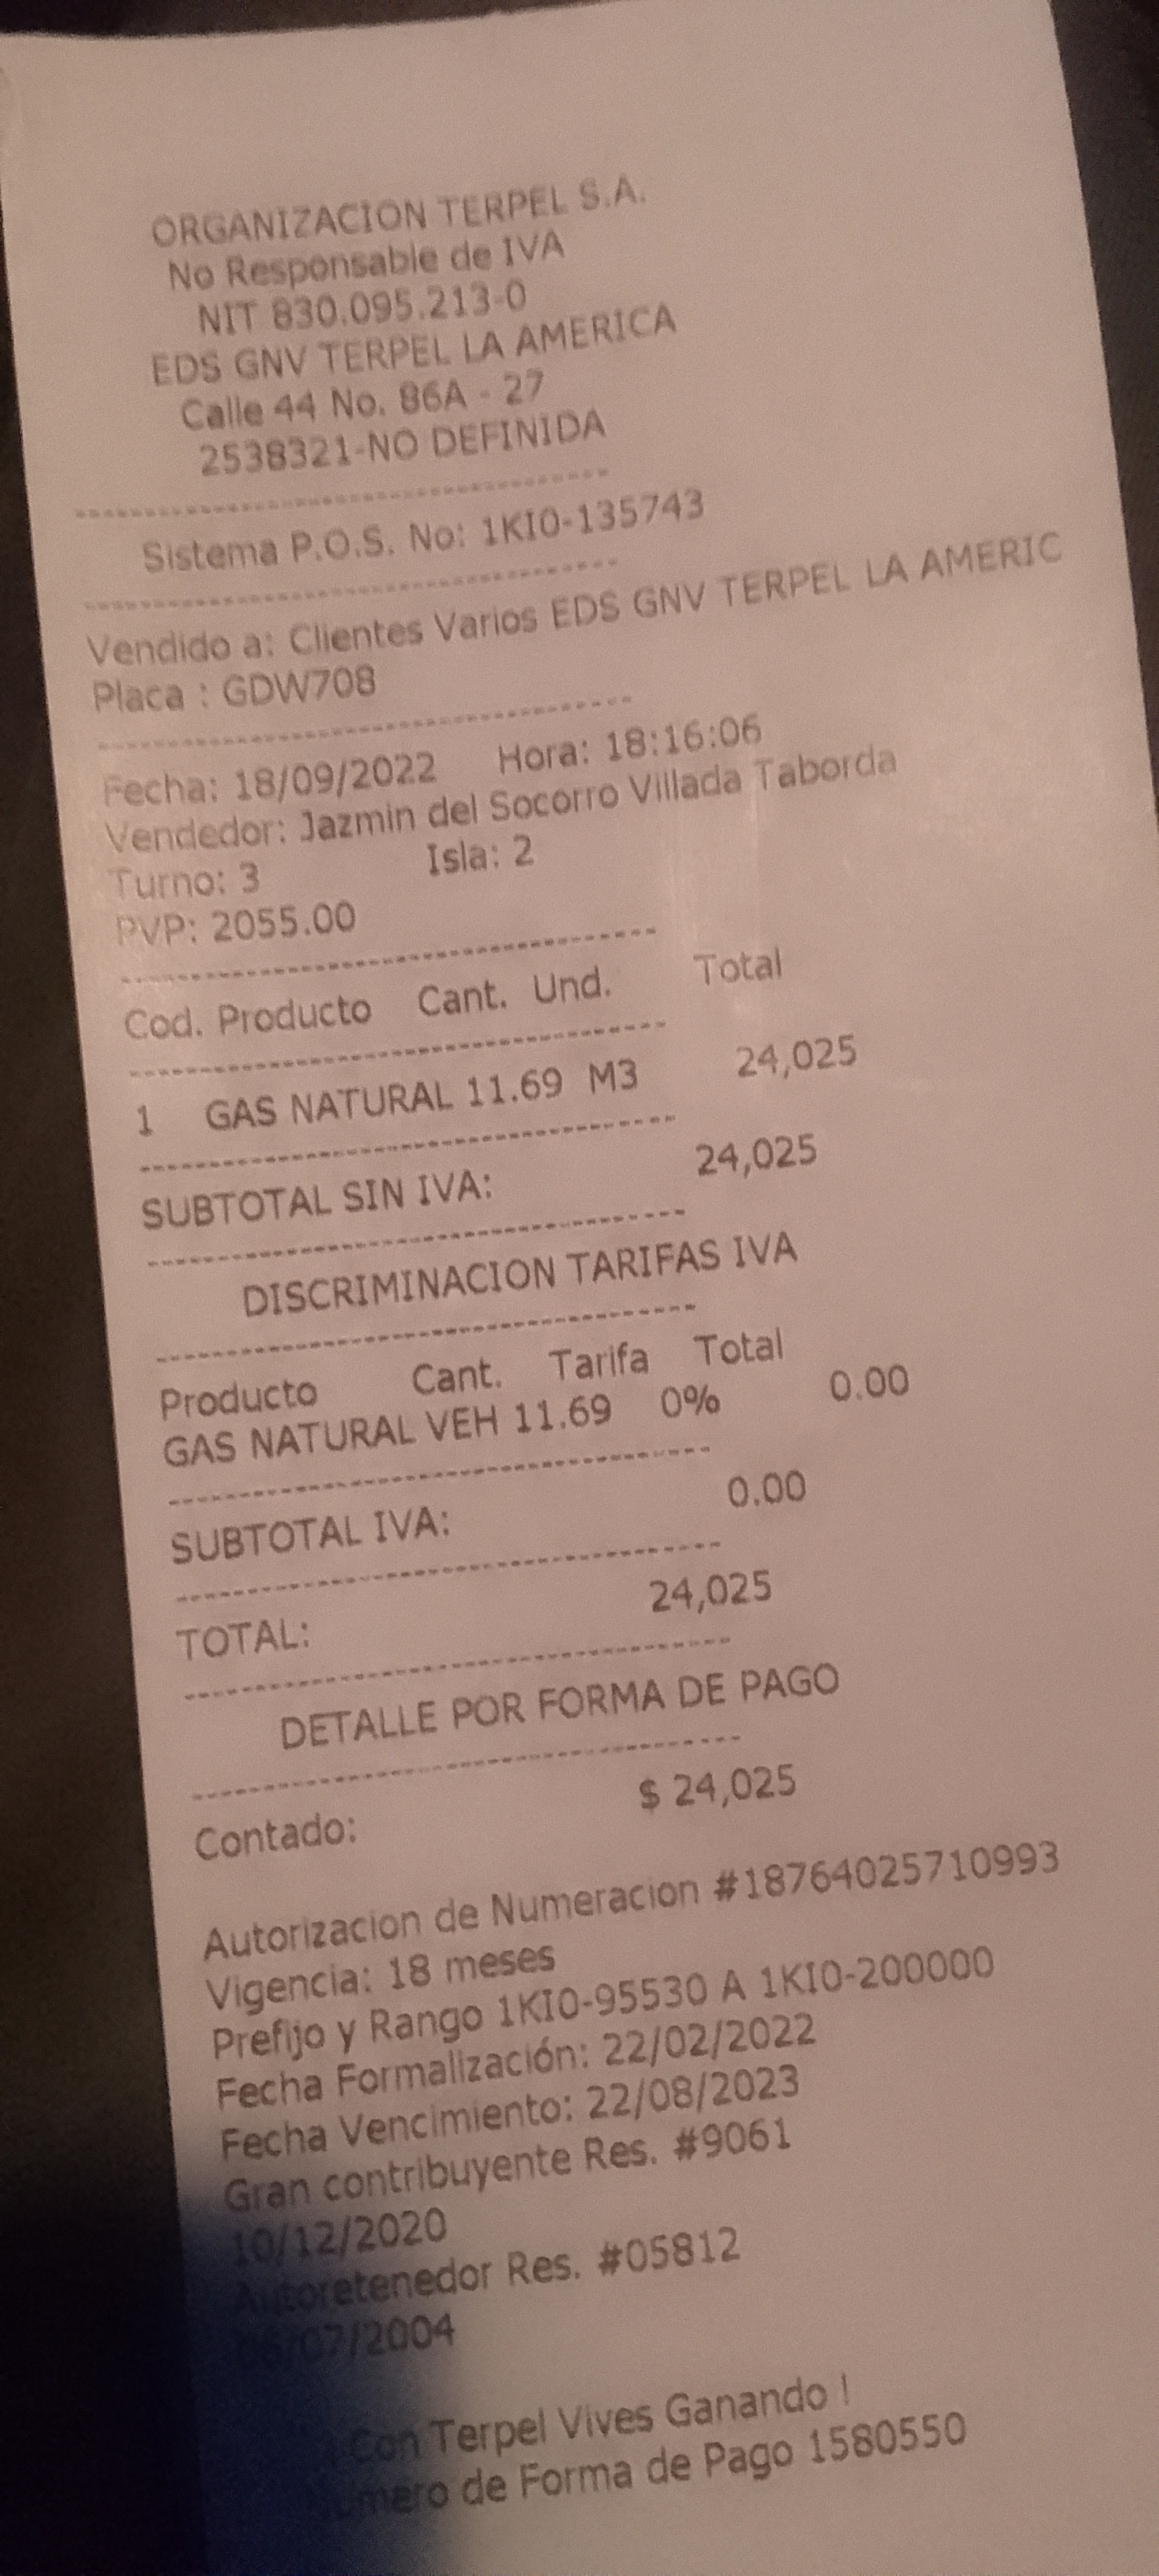 ORGANIZACION TERPEL S.A.
No Responsable de IVA
NIT 830.095.213-0
EDS GNV TERPEL LA AMERICA
Calle 44 No. 86A - 27
2538321-NO DEFINIDA
Sistema P.O.S. No: 1KI0-135743
Vendido a: Clientes Varios EDS GNV TERPEL LA AMERIC
Placa : GDW708
Fecha: 18/09/2022 Hora: 18:16:06
Vendedor: Jazmin del Socorro Villada Taborda
Turno: 3 Isla: 2
PVP: 2055.00
Cod. Producto Cant. Und. Total
1 GAS NATURAL 11.69 M3 24,025
SUBTOTAL SIN IVA: 24,025
DISCRIMINACION TARIFAS IVA
Producto Cant. Tarifa Total
GAS NATURAL VEH 11.69 0% 0.00
SUBTOTAL IVA: 0.00
TOTAL: 24,025
DETALLE POR FORMA DE PAGO
Contado: $ 24,025
Autorizacion de Numeracion #18764025710993
Vigencia: 18 meses
Prefijo y Rango 1KI0-95530 A 1KI0-200000
Fecha Formalización: 22/02/2022
Fecha Vencimiento: 22/08/2023
Gran contribuyente Res. #9061
10/12/2020
Autoretenedor Res. #05812
Con Terpel Vives Ganando !
de Forma de Pago 1580550